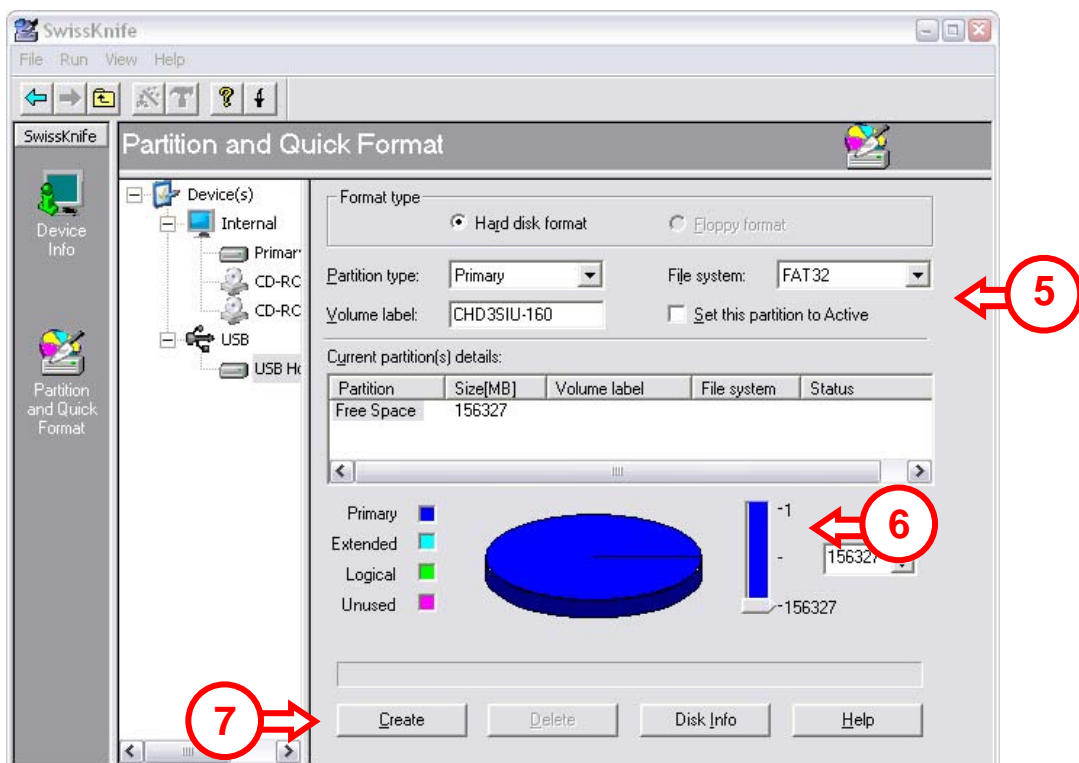 SwissKnife
File Run View Help
SwissKnife
Partition and Quick Format
Device Info
Partition and Quick Format
Device(s)
Internal
Primar
CD-RC
CD-RC
USB
USB Ho
Format type
Hard disk format
Floppy format
Partition type: Primary File system: FAT32
Volume label: CHD3SIU-160 Set this partition to Active
5
Current partition(s) details:
Partition Size[MB] Volume label File system Status
Free Space 156327
Primary
Extended
Logical
Unused
-1
-
-156327
156327
6
7
Create Delete Disk Info Help